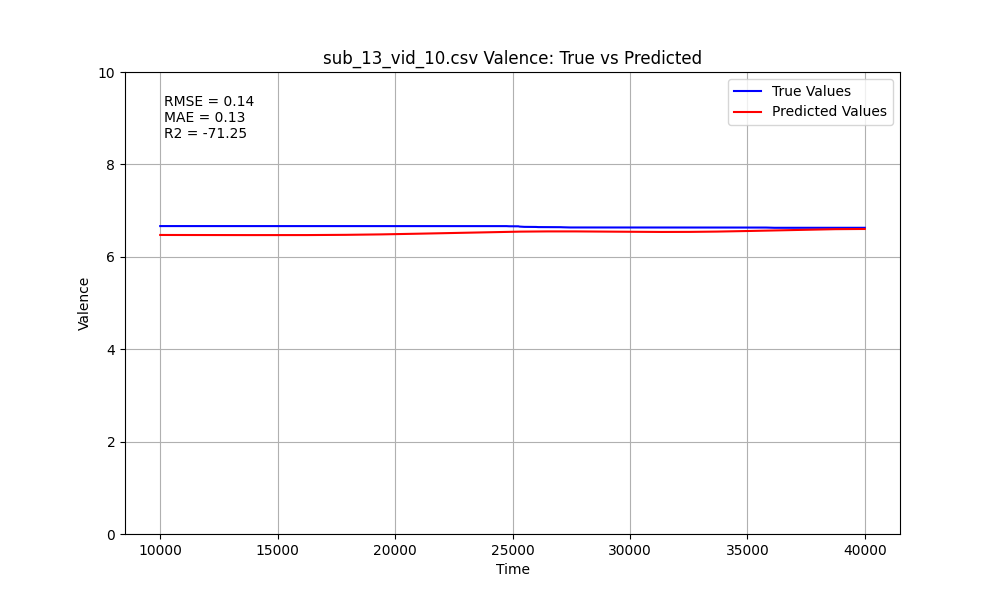 sub_13_vid_10.csv Valence: True vs Predicted
RMSE = 0.14
MAE = 0.13
R2 = -71.25
True Values
Predicted Values
10
8
6
4
2
0
Valence
10000
15000
20000
25000
30000
35000
40000
Time